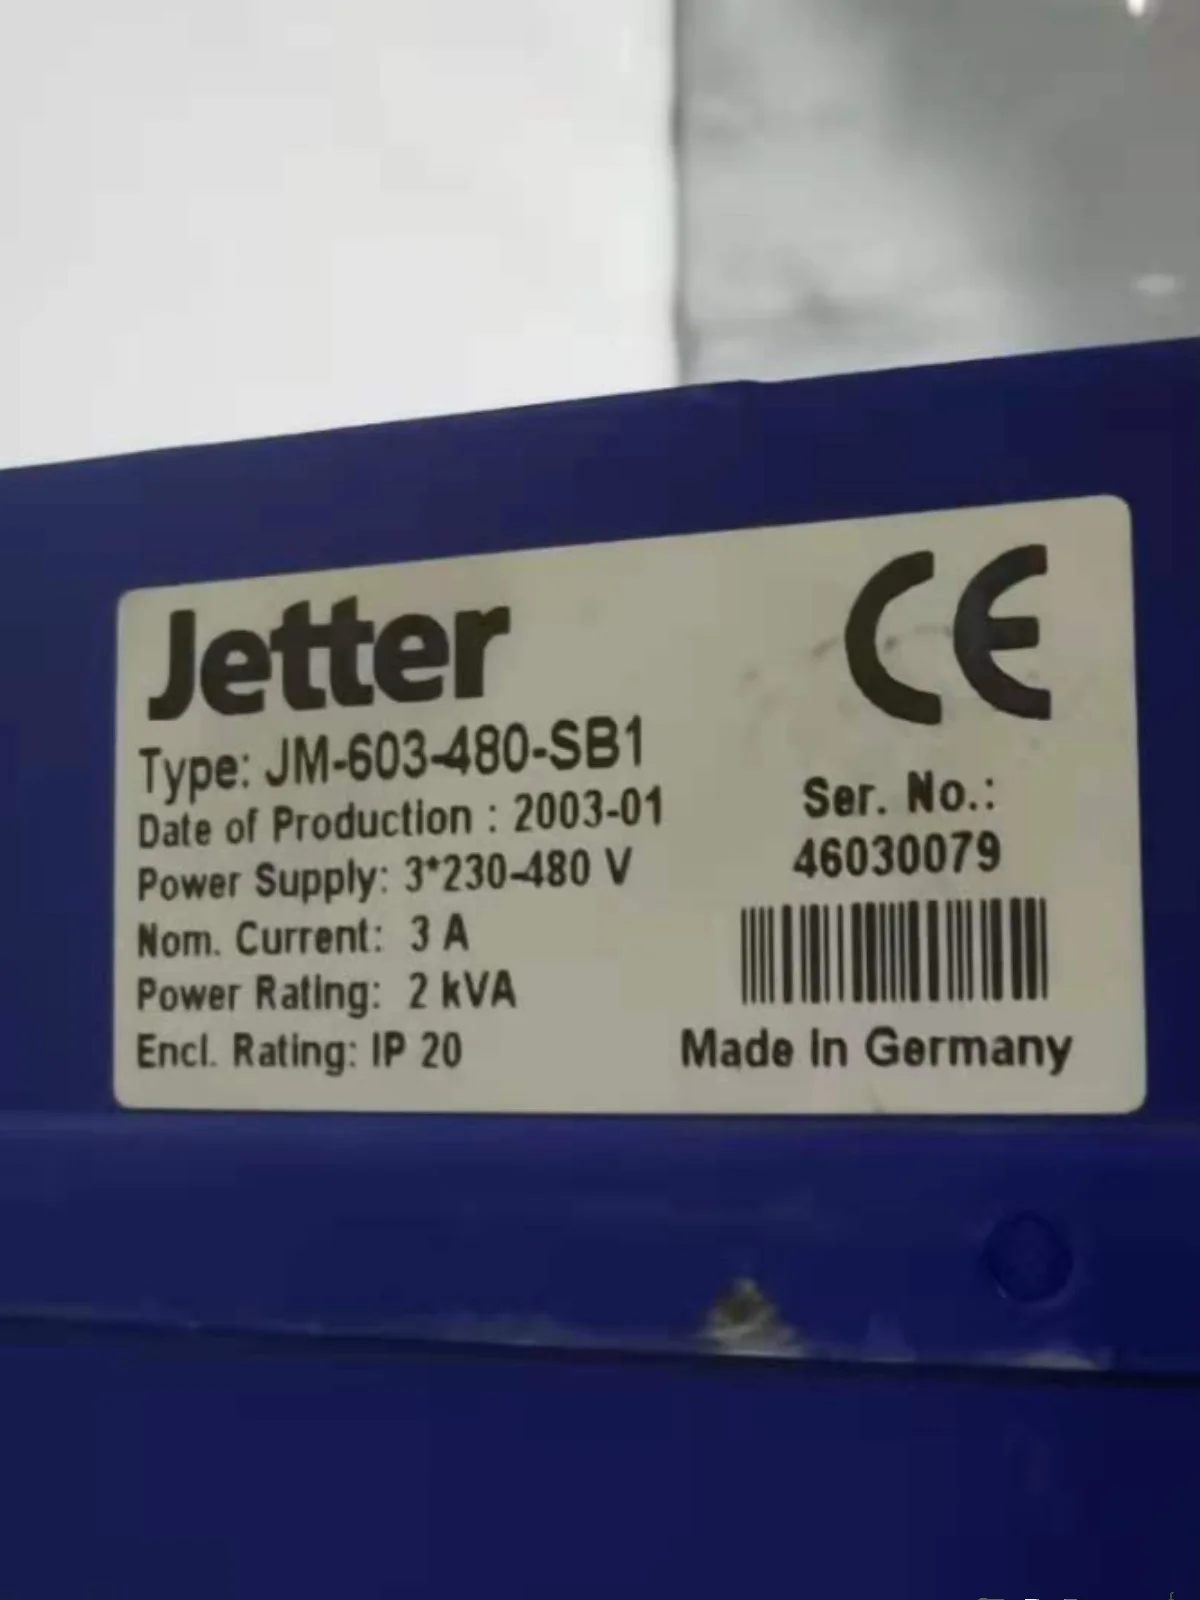 Jetter
CE
Type: JM-603-480-SB1
Date of Production : 2003-01
Power Supply: 3*230-480 V
Nom. Current: 3 A
Power Rating: 2 kVA
Encl. Rating: IP 20
Ser. No.:
46030079
Made In Germany